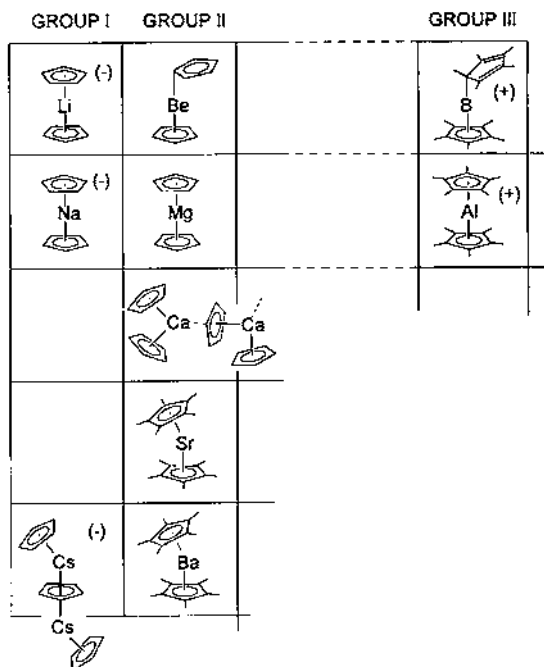 GROUP I GROUP II GROUP III
(-) (+)
Li Be B
(-) (+)
Na Mg Al
Ca Ca
Sr
(-)
Cs Ba
Cs